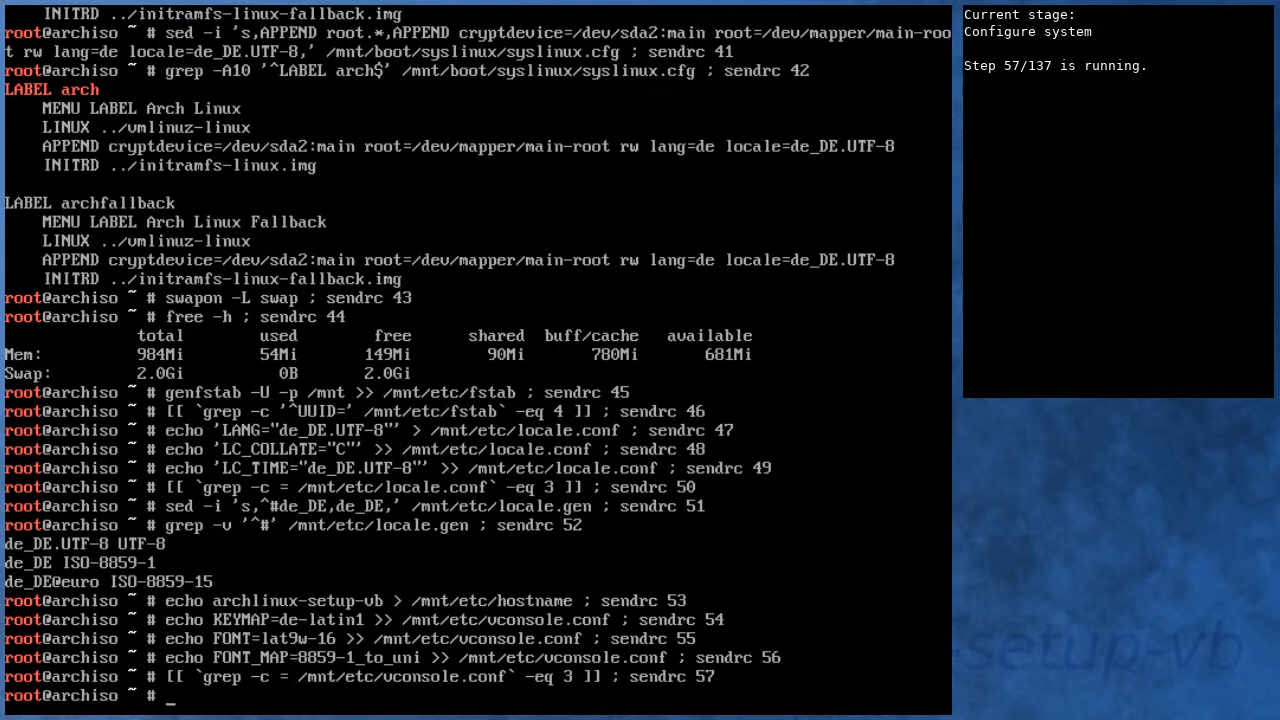 INITRD ../initramfs-linux-fallback.img
root@archiso ~ # sed -i 's,APPEND root.*,APPEND cryptdevice=/dev/sda2:main root=/dev/mapper/main-roo
t rw lang=de locale=de_DE.UTF-8,' /mnt/boot/syslinux/syslinux.cfg ; sendrc 41
root@archiso ~ # grep -A10 '^LABEL arch$' /mnt/boot/syslinux/syslinux.cfg ; sendrc 42
LABEL arch
    MENU LABEL Arch Linux
    LINUX ../vmlinuz-linux
    APPEND cryptdevice=/dev/sda2:main root=/dev/mapper/main-root rw lang=de locale=de_DE.UTF-8
    INITRD ../initramfs-linux.img

LABEL archfallback
    MENU LABEL Arch Linux Fallback
    LINUX ../vmlinuz-linux
    APPEND cryptdevice=/dev/sda2:main root=/dev/mapper/main-root rw lang=de locale=de_DE.UTF-8
    INITRD ../initramfs-linux-fallback.img
root@archiso ~ # swapon -L swap ; sendrc 43
root@archiso ~ # free -h ; sendrc 44
              total        used        free      shared  buff/cache   available
Mem:          984Mi        54Mi       149Mi        90Mi       780Mi       681Mi
Swap:         2.0Gi          0B       2.0Gi
root@archiso ~ # genfstab -U -p /mnt >> /mnt/etc/fstab ; sendrc 45
root@archiso ~ # [[ `grep -c '^UUID=' /mnt/etc/fstab` -eq 4 ]] ; sendrc 46
root@archiso ~ # echo 'LANG="de_DE.UTF-8"' > /mnt/etc/locale.conf ; sendrc 47
root@archiso ~ # echo 'LC_COLLATE="C"' >> /mnt/etc/locale.conf ; sendrc 48
root@archiso ~ # echo 'LC_TIME="de_DE.UTF-8"' >> /mnt/etc/locale.conf ; sendrc 49
root@archiso ~ # [[ `grep -c = /mnt/etc/locale.conf` -eq 3 ]] ; sendrc 50
root@archiso ~ # sed -i 's,^#de_DE,de_DE,' /mnt/etc/locale.gen ; sendrc 51
root@archiso ~ # grep -v '^#' /mnt/etc/locale.gen ; sendrc 52
de_DE.UTF-8 UTF-8
de_DE ISO-8859-1
de_DE@euro ISO-8859-15
root@archiso ~ # echo archlinux-setup-vb > /mnt/etc/hostname ; sendrc 53
root@archiso ~ # echo KEYMAP=de-latin1 >> /mnt/etc/vconsole.conf ; sendrc 54
root@archiso ~ # echo FONT=lat9w-16 >> /mnt/etc/vconsole.conf ; sendrc 55
root@archiso ~ # echo FONT_MAP=8859-1_to_uni >> /mnt/etc/vconsole.conf ; sendrc 56
root@archiso ~ # [[ `grep -c = /mnt/etc/vconsole.conf` -eq 3 ]] ; sendrc 57
root@archiso ~ # _
Current stage:
Configure system

Step 57/137 is running.
-setup-vb